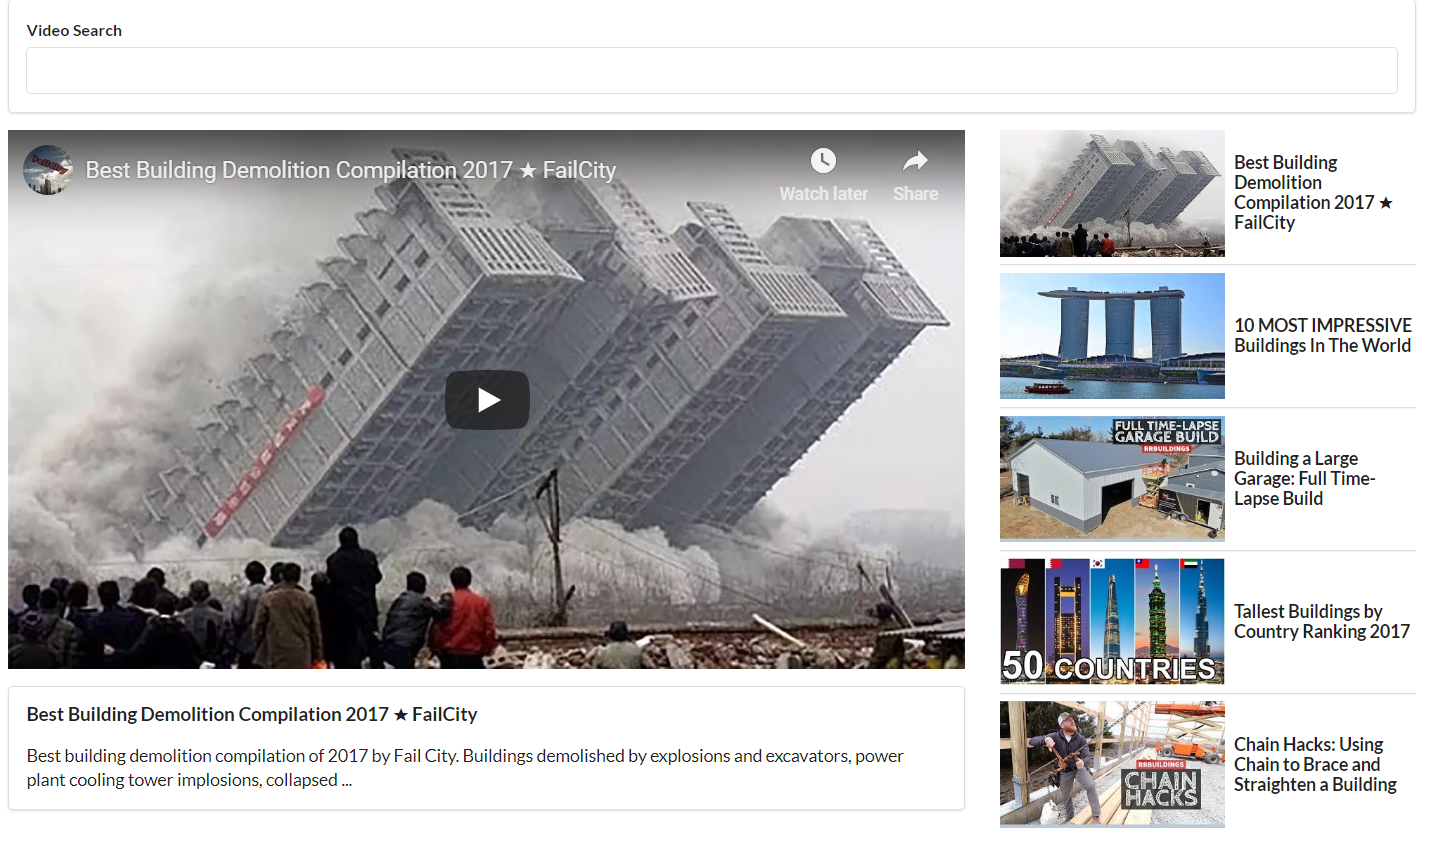 Video Search
Best Building Demolition Compilation 2017 ★ FailCity
Watch later
Share
Best Building Demolition Compilation 2017 ★ FailCity
Best building demolition compilation of 2017 by Fail City. Buildings demolished by explosions and excavators, power
plant cooling tower implosions, collapsed ...
Best Building
Demolition
Compilation 2017 ★
FailCity
10 MOST IMPRESSIVE
Buildings In The World
FULL TIME-LAPSE
GARAGE BUILD
RRBUILDINGS
Building a Large
Garage: Full Time-
Lapse Build
50 COUNTRIES
Tallest Buildings by
Country Ranking 2017
RRBUILDINGS
CHAIN
HACKS
Chain Hacks: Using
Chain to Brace and
Straighten a Building